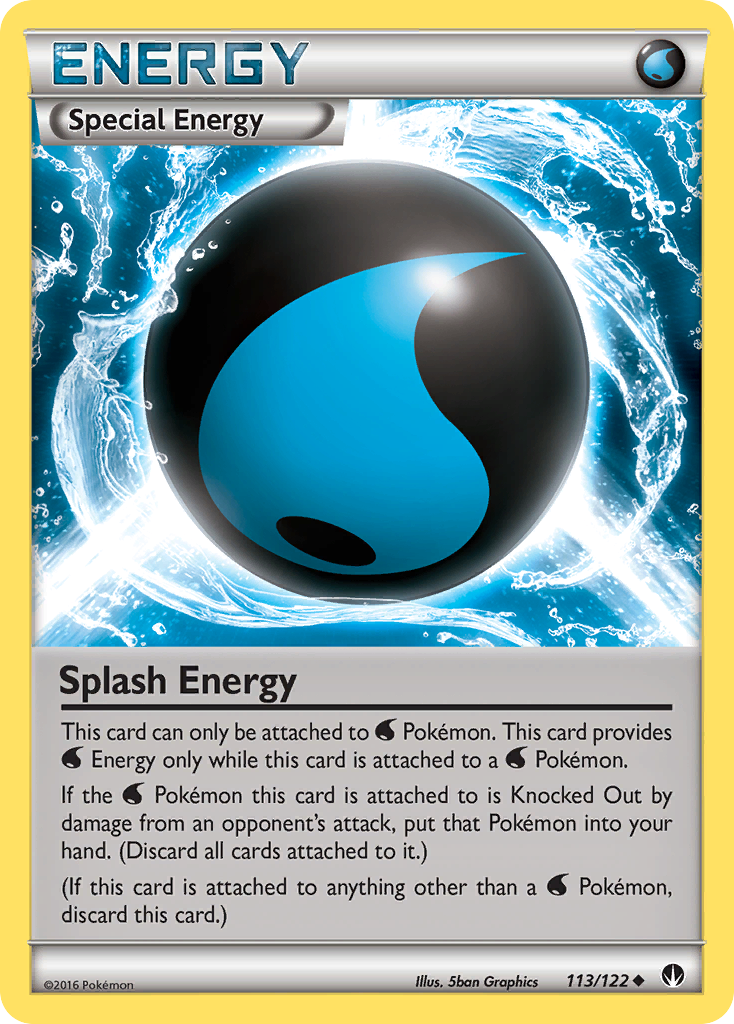 ENERGY
Special Energy
Splash Energy
This card can only be attached to Pokémon. This card provides
Energy only while this card is attached to a Pokémon.
If the Pokémon this card is attached to is Knocked Out by
damage from an opponent's attack, put that Pokémon into your
hand. (Discard all cards attached to it.)
(If this card is attached to anything other than a Pokémon,
discard this card.)
©2016 Pokémon
Illus. 5ban Graphics
113/122